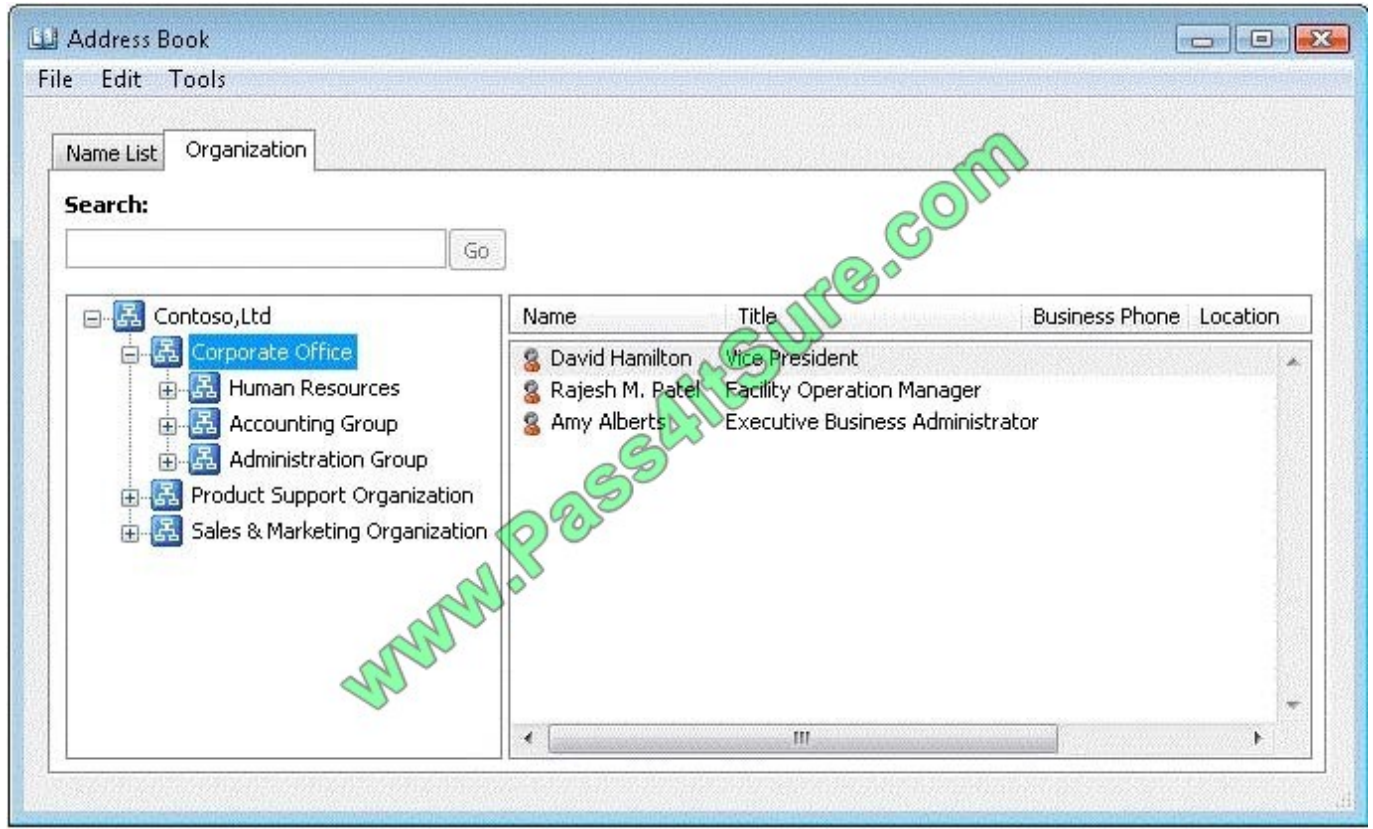 Address Book
File Edit Tools
Name List Organization
Search:
Go
Contoso,Ltd
Corporate Office
Human Resources
Accounting Group
Administration Group
Product Support Organization
Sales & Marketing Organization
Name Title Business Phone Location
David Hamilton Vice President
Rajesh M. Patel Facility Operation Manager
Amy Alberts Executive Business Administrator
www.Pass4itSure.com